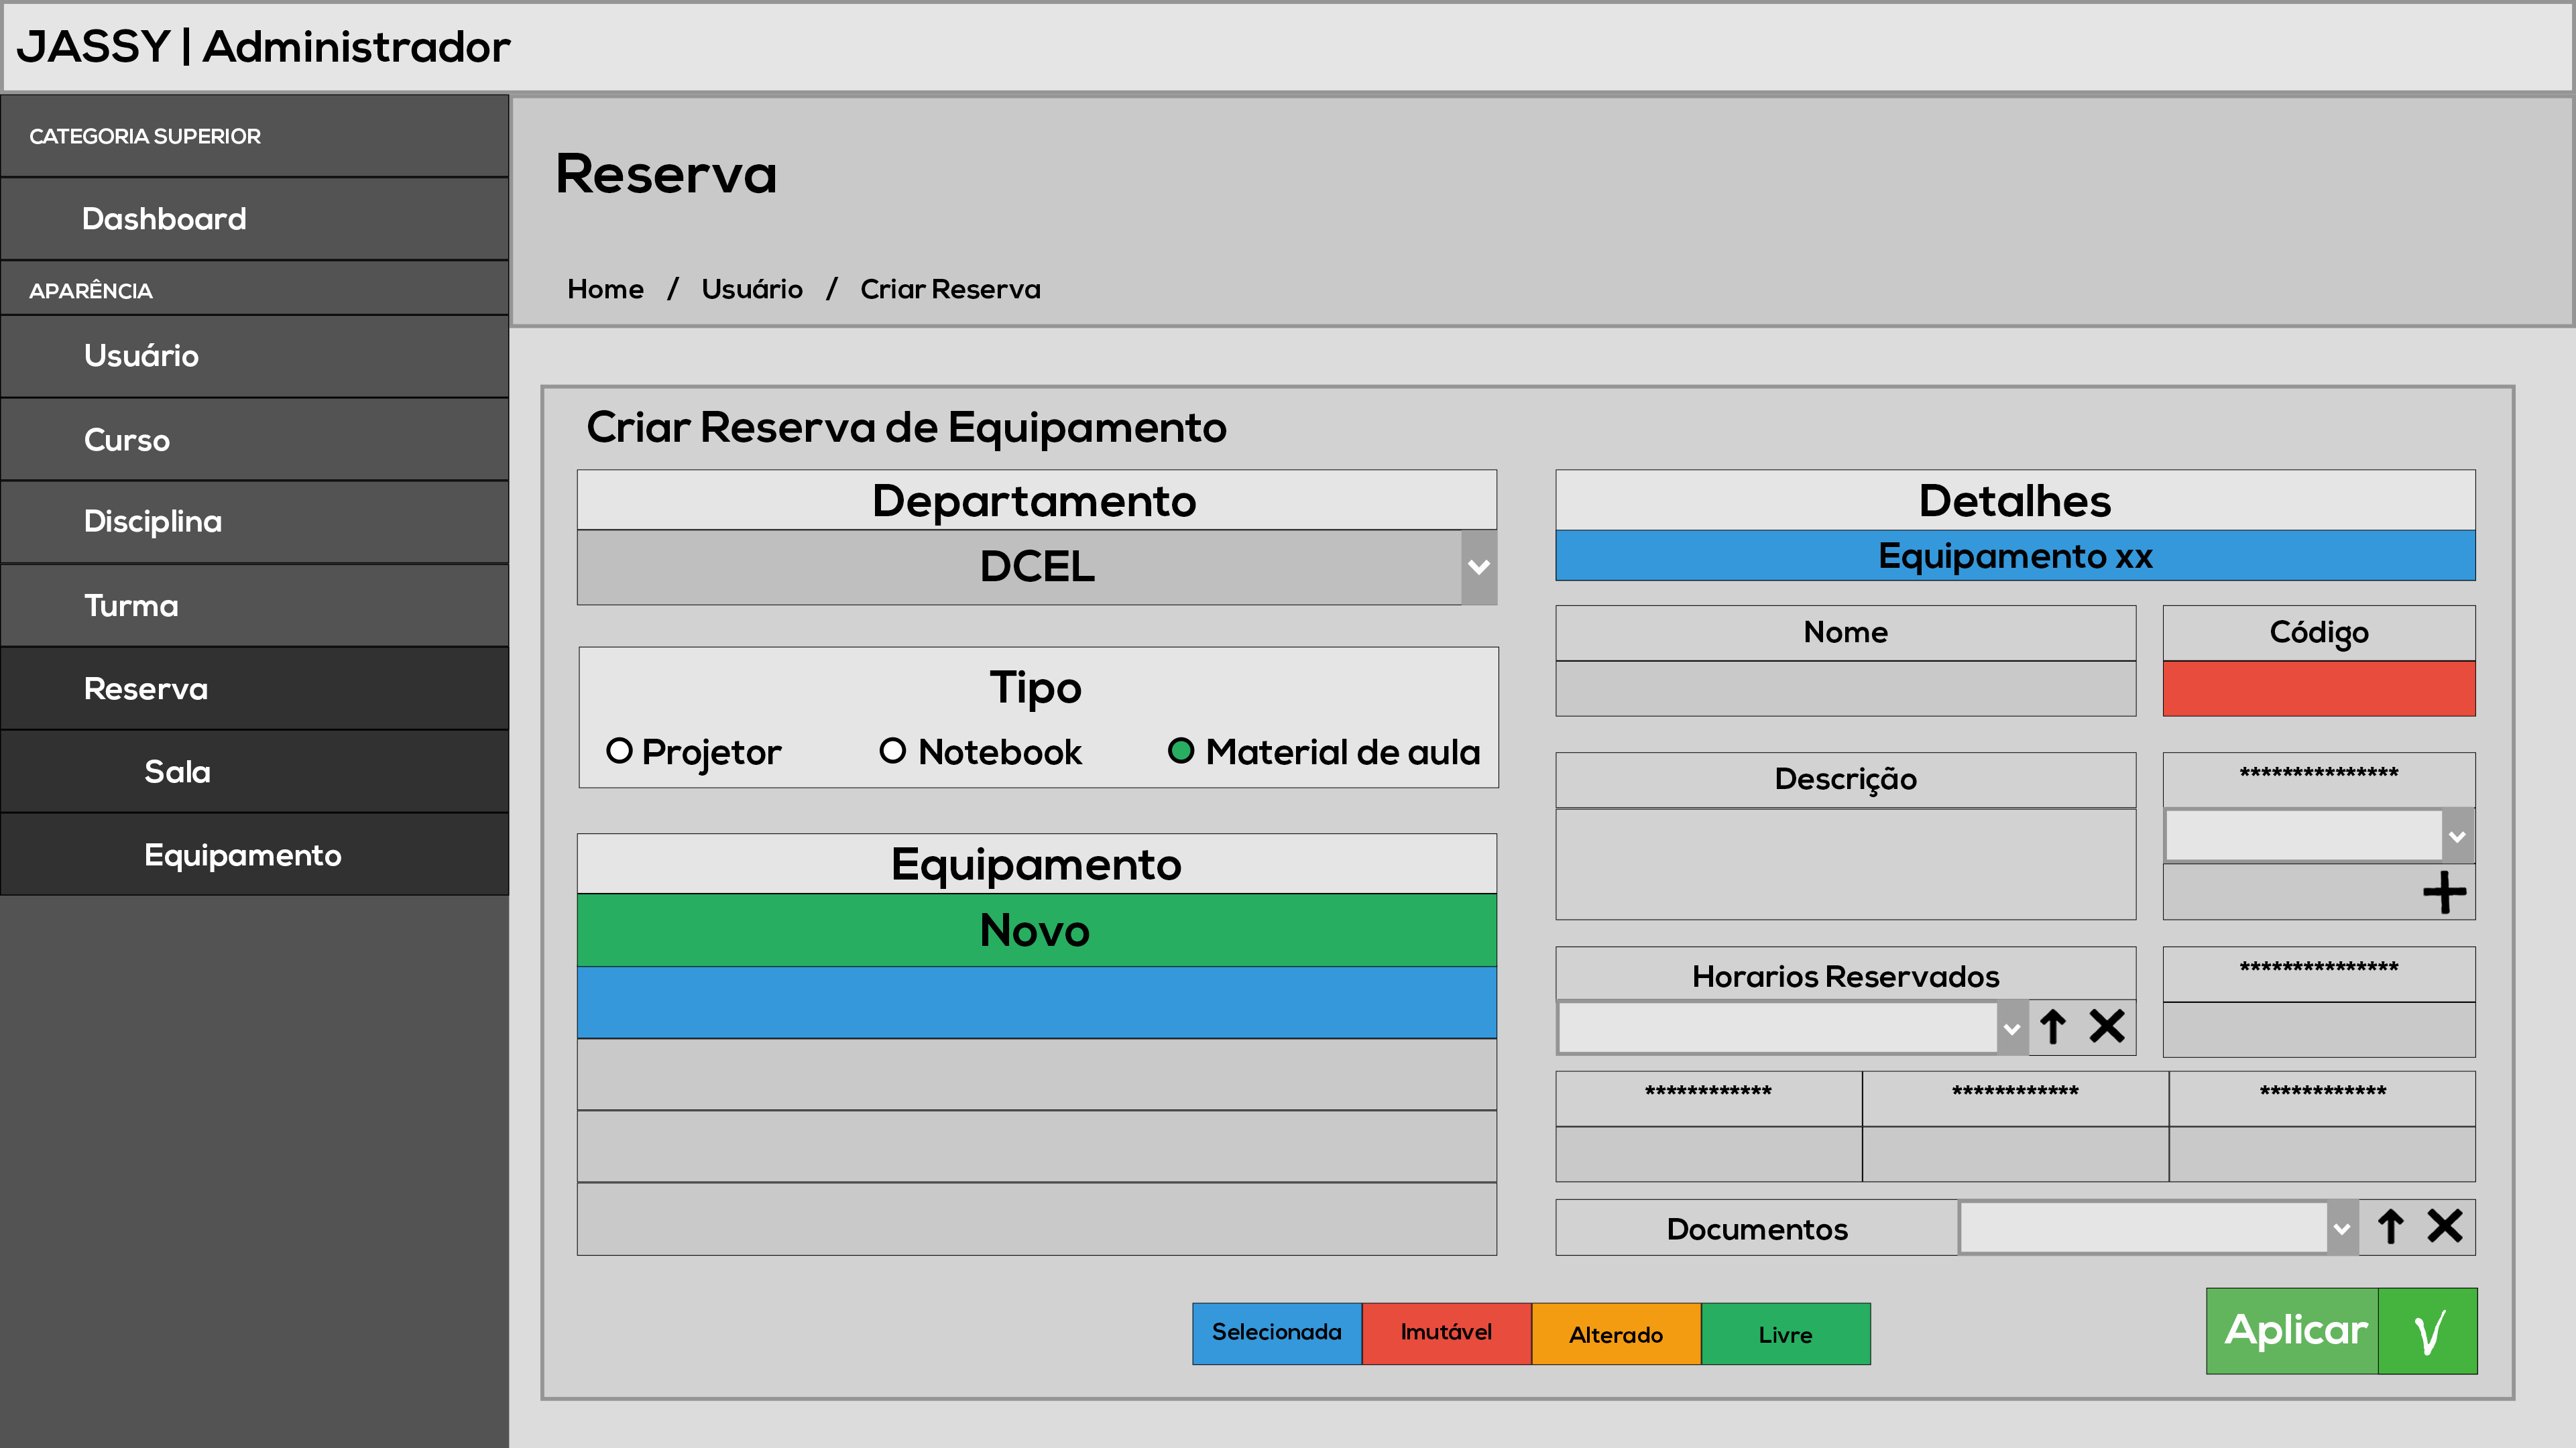 JASSY | Administrador
CATEGORIA SUPERIOR
Dashboard
APARÊNCIA
Usuário
Curso
Disciplina
Turma
Reserva
Sala
Equipamento
Reserva
Home / Usuário / Criar Reserva
Criar Reserva de Equipamento
Departamento
DCEL
Tipo
Projetor Notebook Material de aula
Equipamento
Novo
Detalhes
Equipamento xx
Nome Código
Descrição ***************
Horarios Reservados ***************
************ ************ ************
Documentos
Selecionada Imutável Alterado Livre
Aplicar √